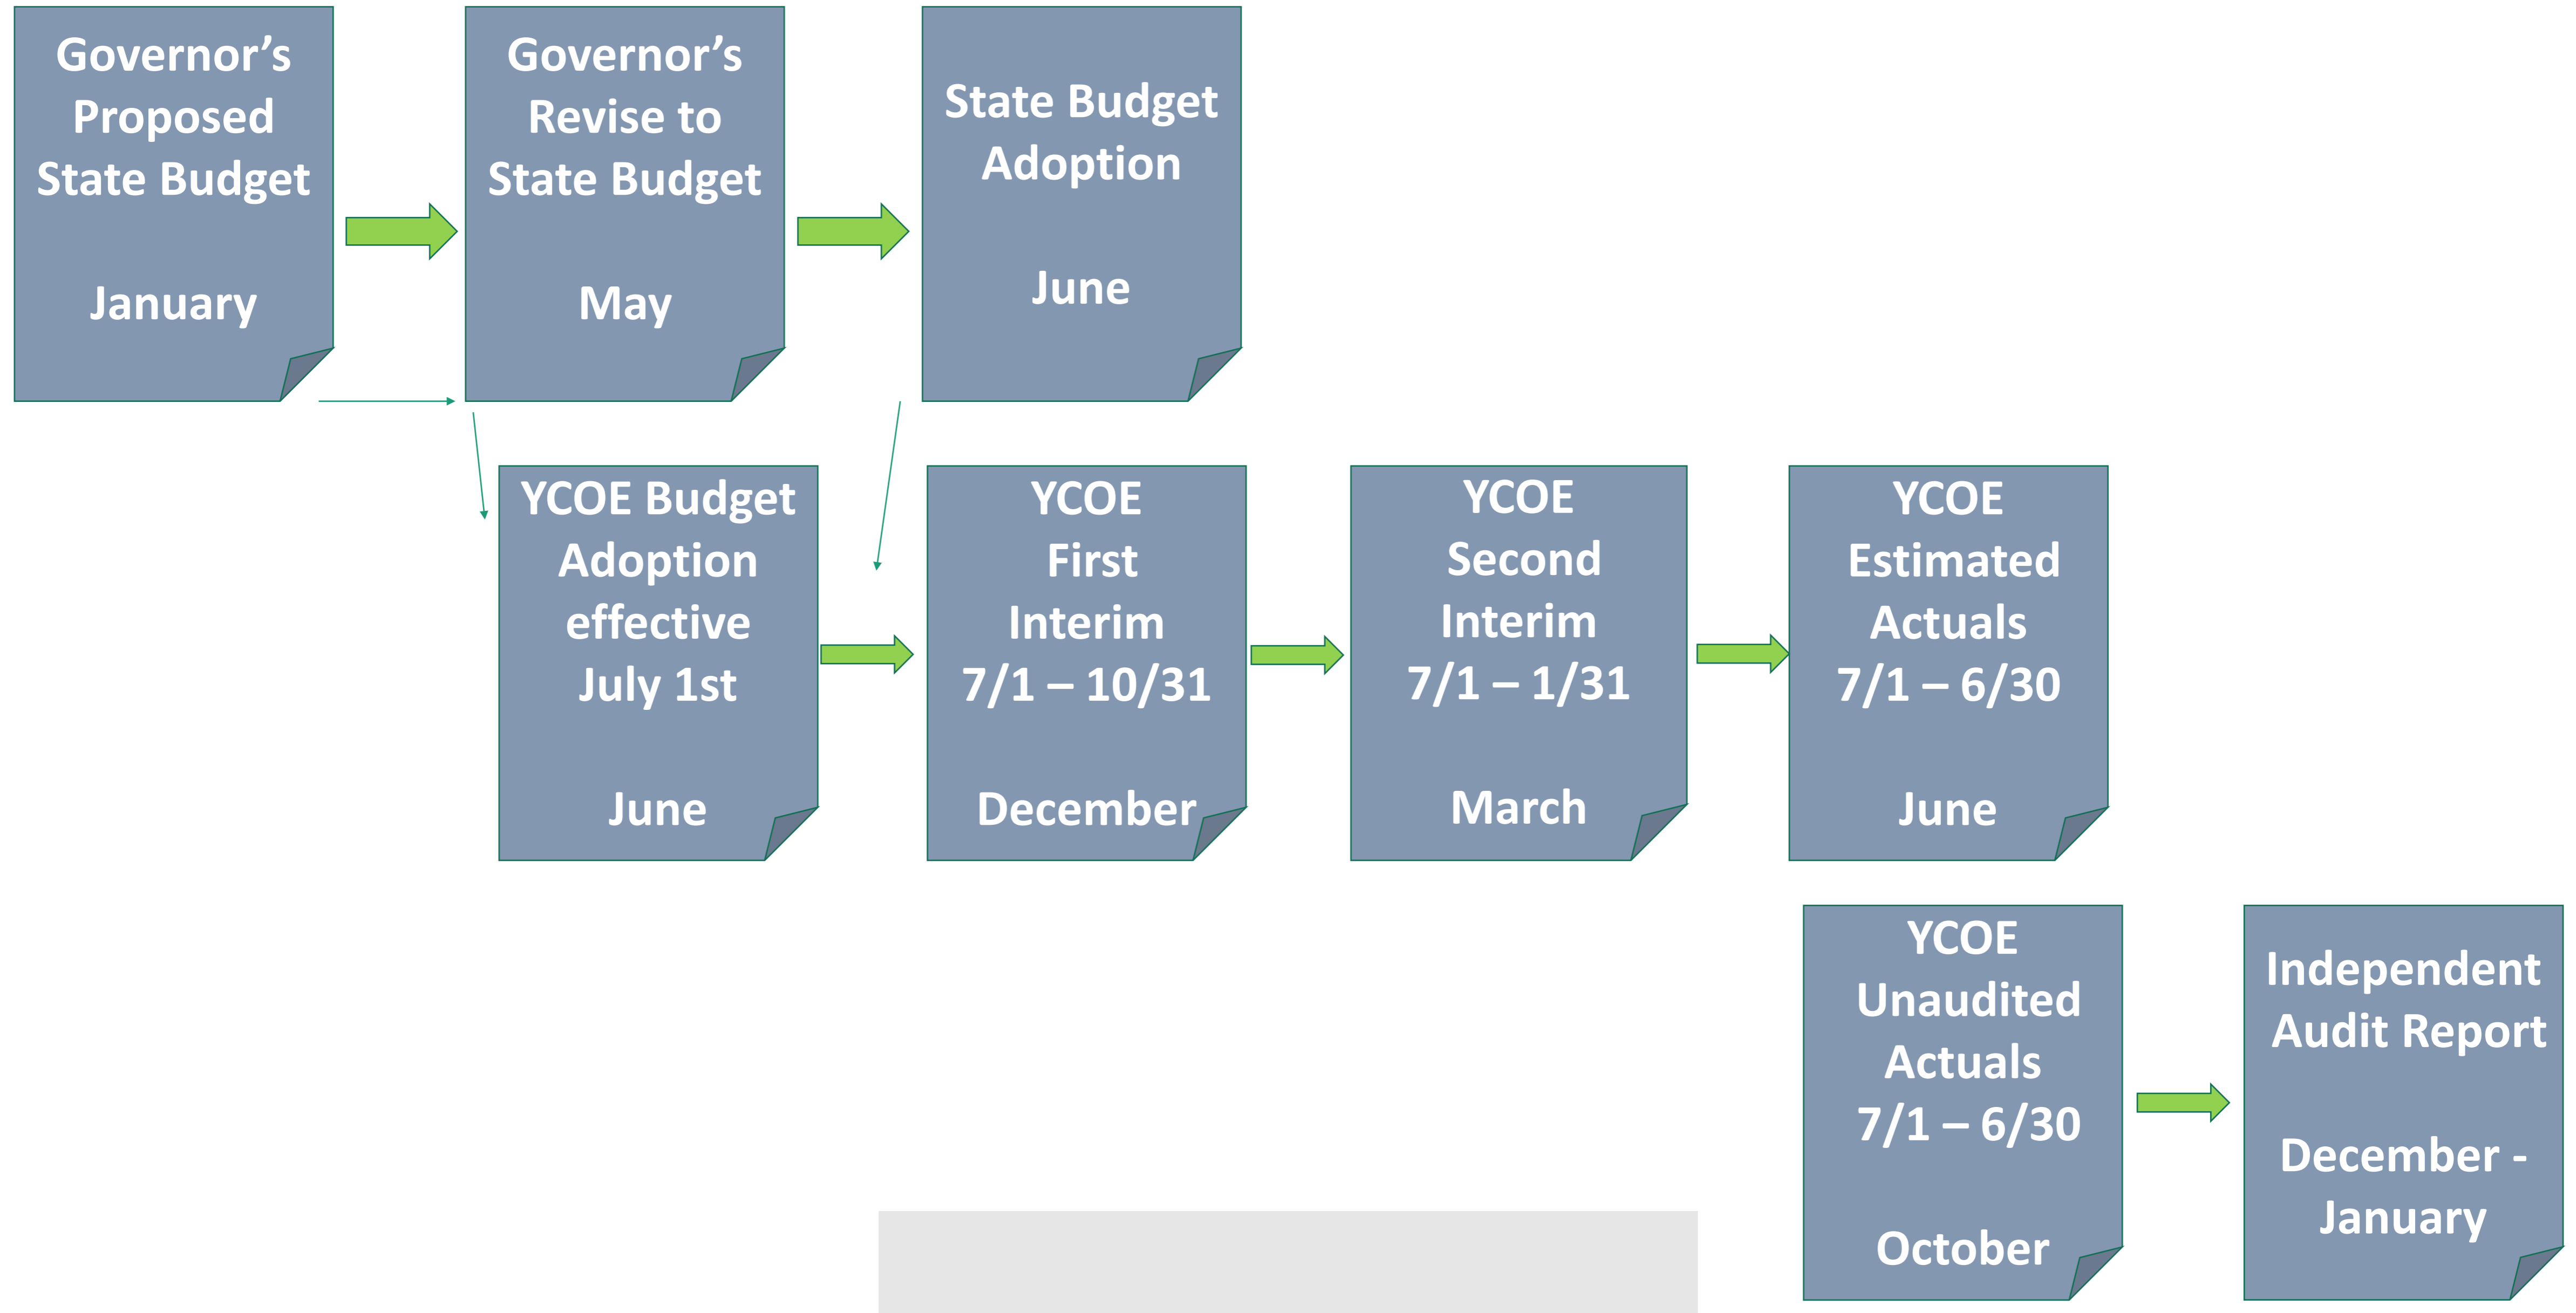 Governor’s
Proposed
State Budget
January
Governor’s
Revise to
State Budget
May
State Budget
Adoption
June
YCOE Budget
Adoption
effective
July 1st
June
YCOE
First
Interim
7/1 – 10/31
December
YCOE
Second
Interim
7/1 – 1/31
March
YCOE
Estimated
Actuals
7/1 – 6/30
June
YCOE
Unaudited
Actuals
7/1 – 6/30
October
Independent
Audit Report
December -
January